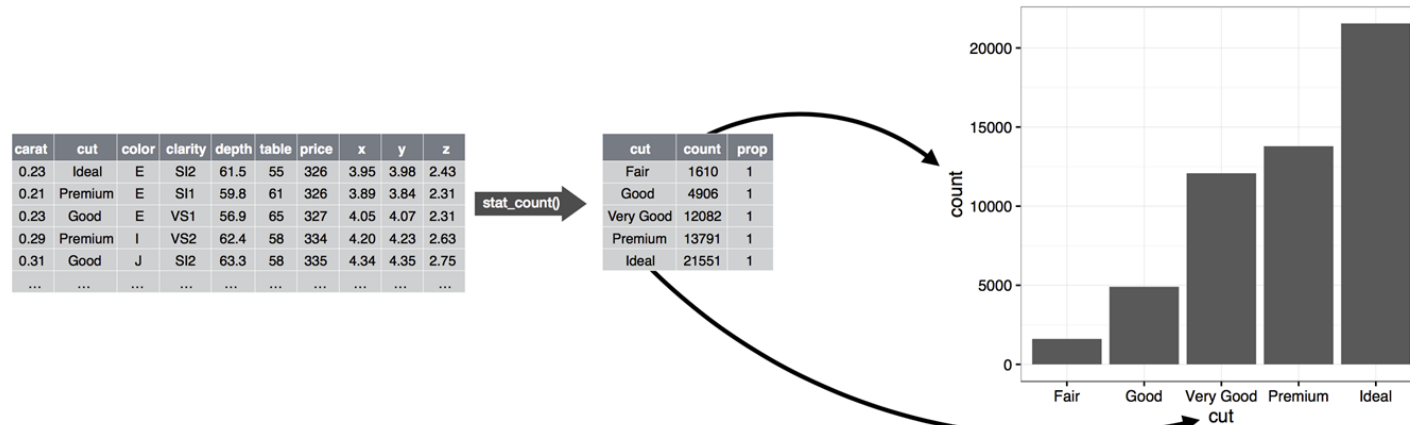 carat cut color clarity depth table price x y z
0.23 Ideal E SI2 61.5 55 326 3.95 3.98 2.43
0.21 Premium E SI1 59.8 61 326 3.89 3.84 2.31
0.23 Good E VS1 56.9 65 327 4.05 4.07 2.31
0.29 Premium I VS2 62.4 58 334 4.20 4.23 2.63
0.31 Good J SI2 63.3 58 335 4.34 4.35 2.75
... ... ... ... ... ... ... ... ... ...
stat_count()
cut count prop
Fair 1610 1
Good 4906 1
Very Good 12082 1
Premium 13791 1
Ideal 21551 1
count
20000
15000
10000
5000
0
Fair Good Very Good Premium Ideal
cut